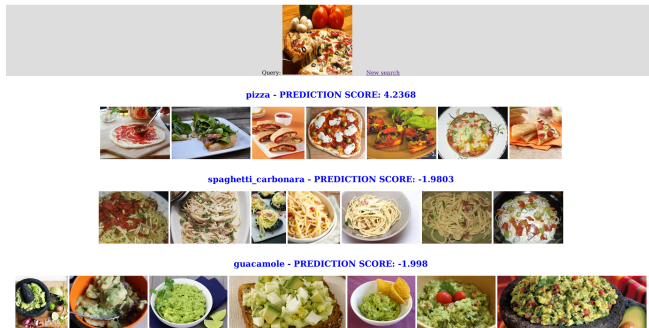 Query: New search
pizza - PREDICTION SCORE: 4.2368
spaghetti_carbonara - PREDICTION SCORE: -1.9803
guacamole - PREDICTION SCORE: -1.998